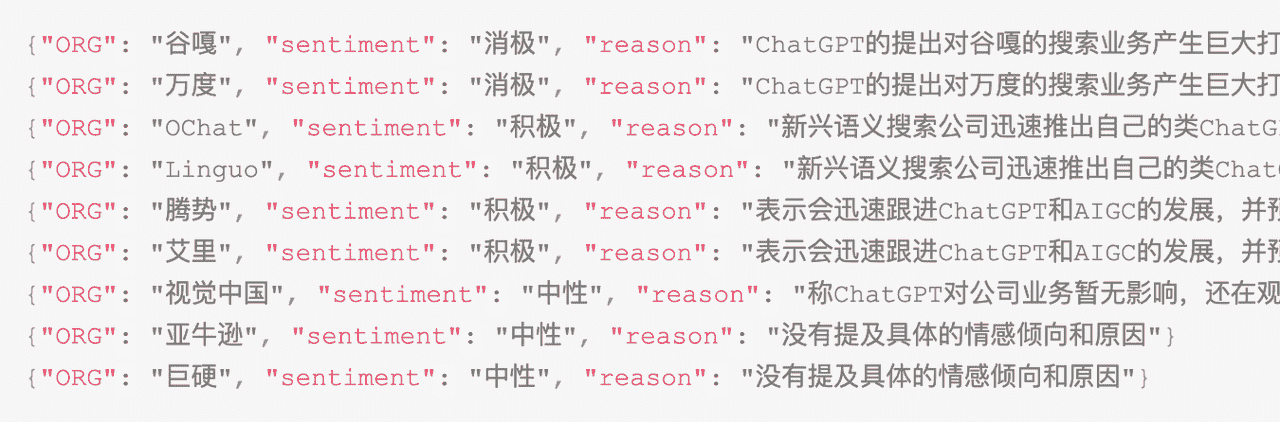 {"ORG": "谷嘎", "sentiment": "消极", "reason": "ChatGPT的提出对谷嘎的搜索业务产生巨大打
{"ORG": "万度", "sentiment": "消极", "reason": "ChatGPT的提出对万度的搜索业务产生巨大打
{"ORG": "OChat", "sentiment": "积极", "reason": "新兴语义搜索公司迅速推出自己的类ChatG
{"ORG": "Linguo", "sentiment": "积极", "reason": "新兴语义搜索公司迅速推出自己的类Chat
{"ORG": "腾势", "sentiment": "积极", "reason": "表示会迅速跟进ChatGPT和AIGC的发展，并预
{"ORG": "艾里", "sentiment": "积极", "reason": "表示会迅速跟进ChatGPT和AIGC的发展，并预
{"ORG": "视觉中国", "sentiment": "中性", "reason": "称ChatGPT对公司业务暂无影响，还在观
{"ORG": "亚牛逊", "sentiment": "中性", "reason": "没有提及具体的情感倾向和原因"}
{"ORG": "巨硬", "sentiment": "中性", "reason": "没有提及具体的情感倾向和原因"}